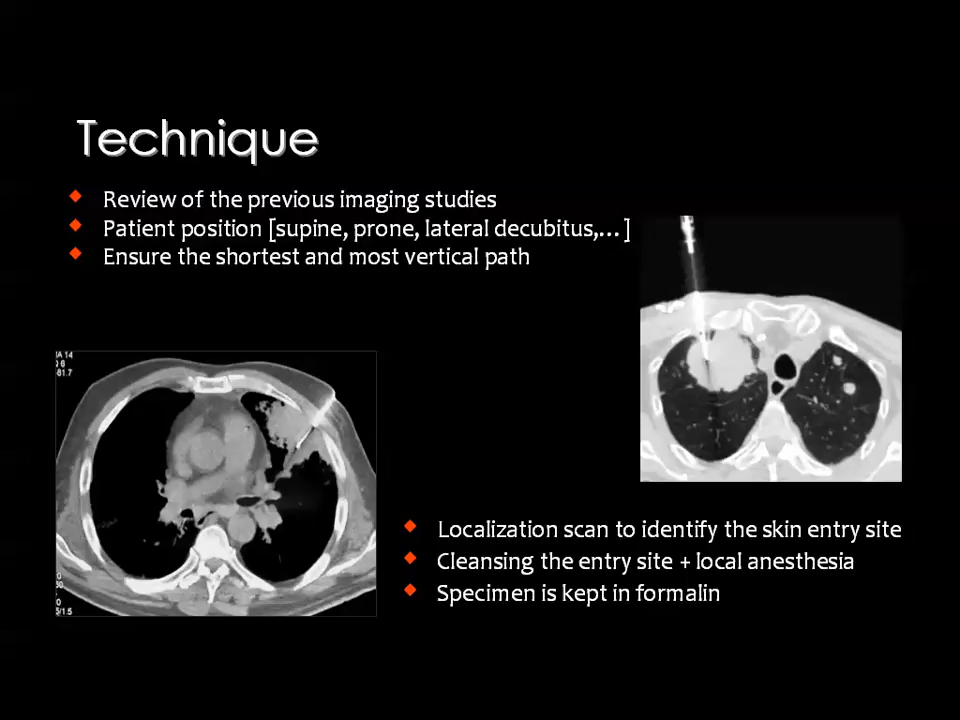 Technique
Review of the previous imaging studies
Patient position [supine, prone, lateral decubitus,...]
Ensure the shortest and most vertical path
Localization scan to identify the skin entry site
Cleansing the entry site + local anesthesia
Specimen is kept in formalin